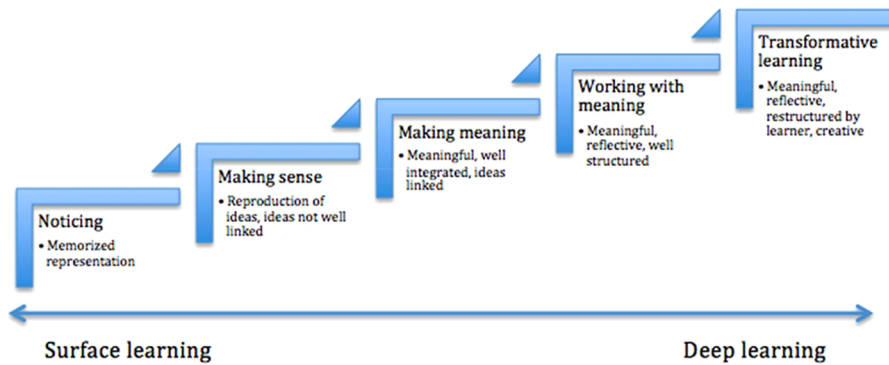 Noticing
• Memorized
representation
Making sense
• Reproduction of
ideas, ideas not well
linked
Making meaning
• Meaningful, well
integrated, ideas
linked
Working with
meaning
• Meaningful,
reflective, well
structured
Transformative
learning
• Meaningful,
reflective,
restructured by
learner, creative
Surface learning
Deep learning